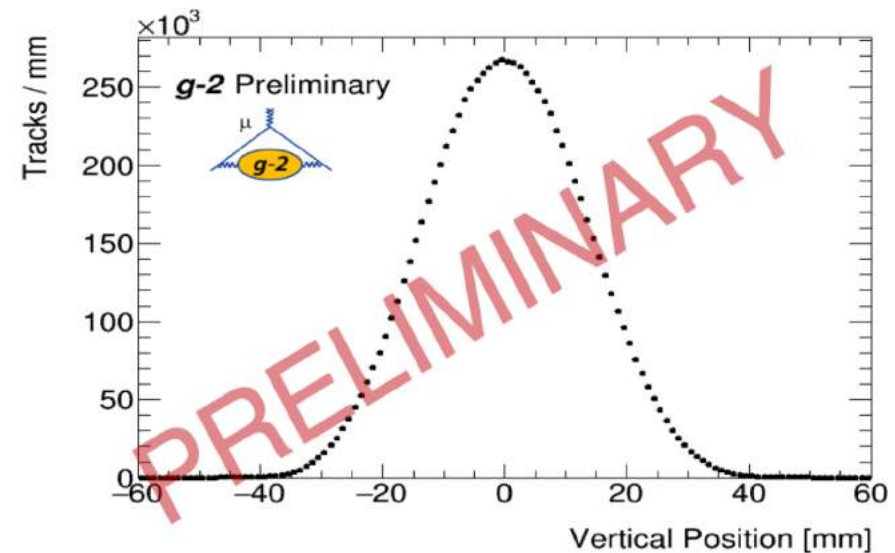 ×10³
Tracks / mm
g-2 Preliminary
μ
g-2
250
200
150
100
50
0
−60 −40 −20 0 20 40 60
Vertical Position [mm]
PRELIMINARY